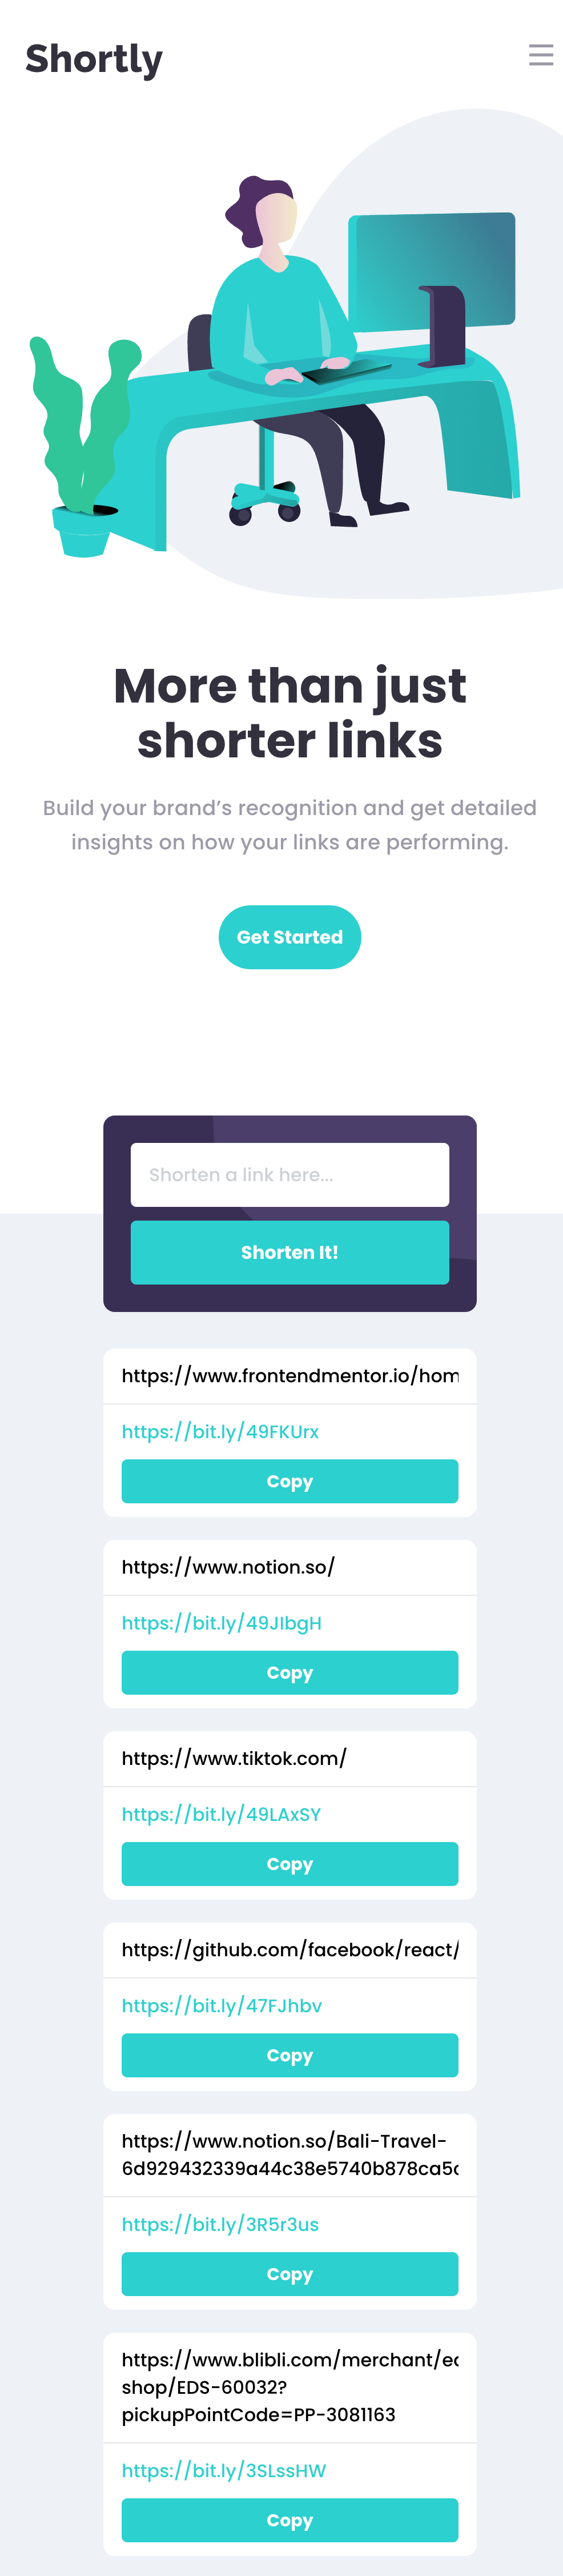 Shortly
More than just
shorter links
Build your brand’s recognition and get detailed
insights on how your links are performing.
Get Started
Shorten a link here...
Shorten It!
https://www.frontendmentor.io/hom
https://bit.ly/49FKUrx
Copy
https://www.notion.so/
https://bit.ly/49JIbgH
Copy
https://www.tiktok.com/
https://bit.ly/49LAxSY
Copy
https://github.com/facebook/react/
https://bit.ly/47FJhbv
Copy
https://www.notion.so/Bali-Travel-
6d929432339a44c38e5740b878ca5c
https://bit.ly/3R5r3us
Copy
https://www.blibli.com/merchant/ec
shop/EDS-60032?
pickupPointCode=PP-3081163
https://bit.ly/3SLssHW
Copy